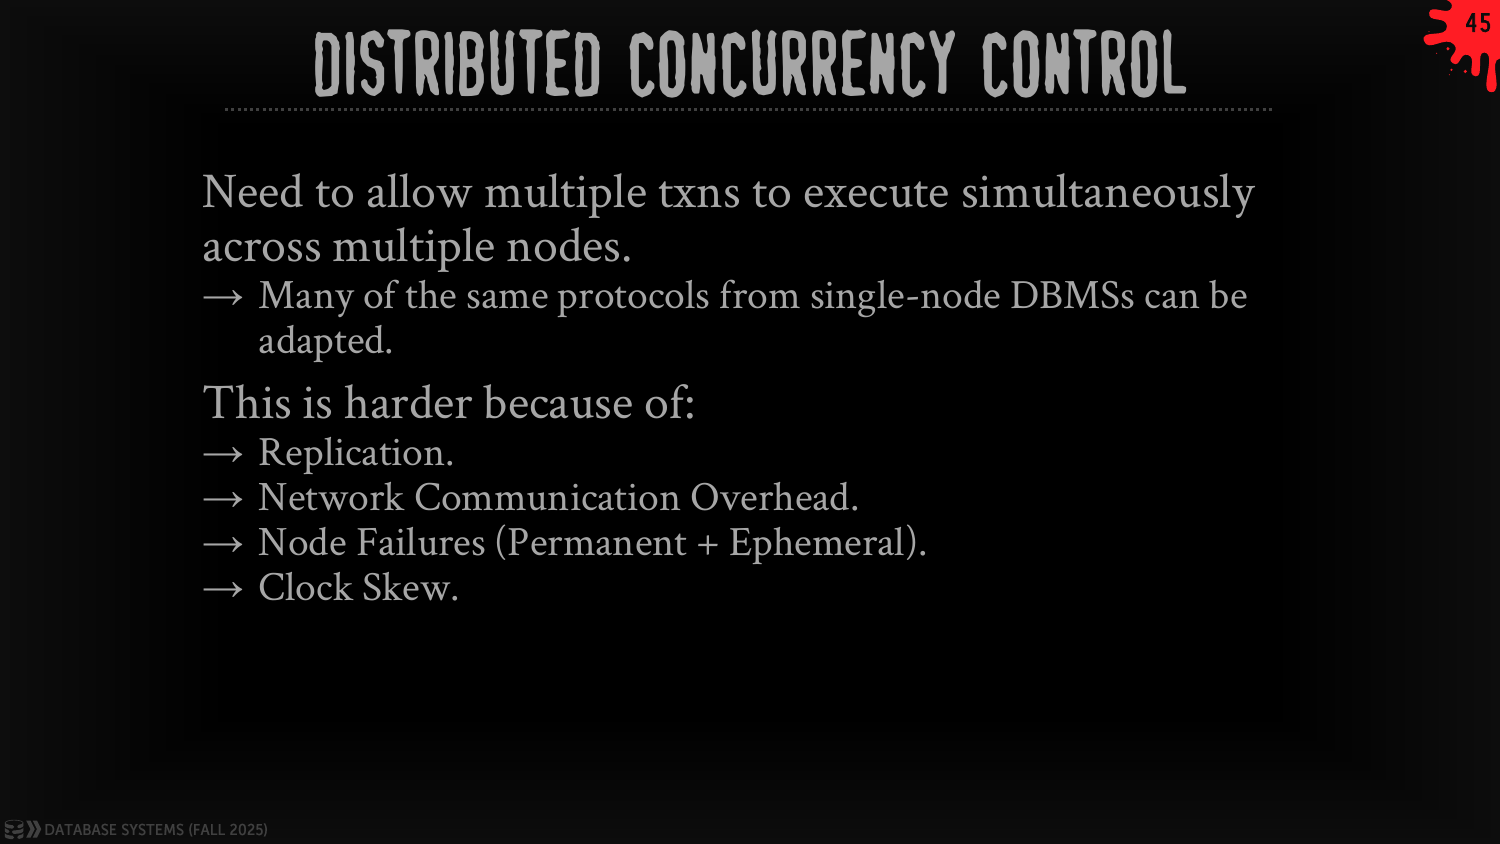 45
DISTRIBUTED CONCURRENCY CONTROL
Need to allow multiple txns to execute simultaneously
across multiple nodes.
→ Many of the same protocols from single-node DBMSs can be
adapted.
This is harder because of:
→ Replication.
→ Network Communication Overhead.
→ Node Failures (Permanent + Ephemeral).
→ Clock Skew.
DATABASE SYSTEMS (FALL 2025)